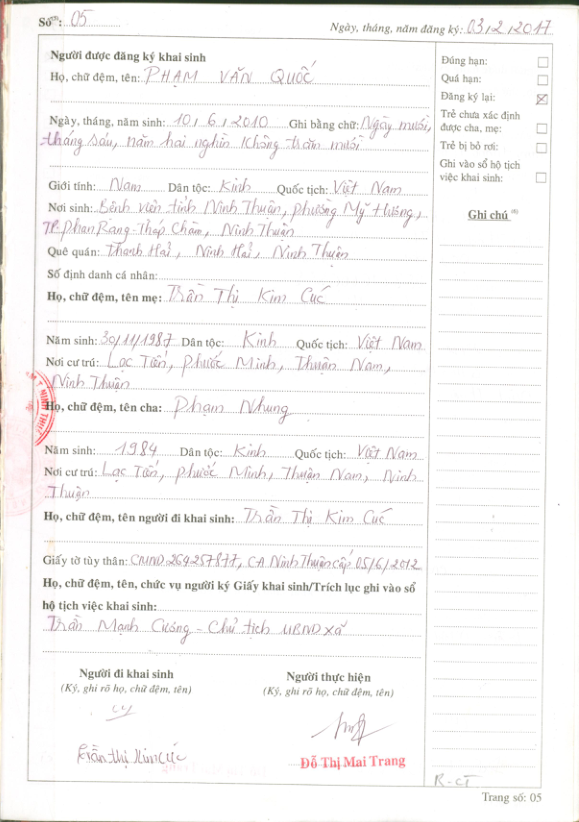 Số⁽¹⁾: 05
Ngày, tháng, năm đăng ký: 03/2/2017
Người được đăng ký khai sinh
Họ, chữ đệm, tên: PHẠM VĂN QUỐC
Ngày, tháng, năm sinh: 10/6/2010 Ghi bằng chữ: Ngày mười,
tháng sáu, năm hai nghìn không trăm mười
Giới tính: Nam Dân tộc: Kinh Quốc tịch: Việt Nam
Nơi sinh: Bệnh viện tỉnh Ninh Thuận, phường Mỹ Hương,
TP. Phan Rang-Tháp Chàm, Ninh Thuận
Quê quán: Thanh Hải, Ninh Hải, Ninh Thuận
Số định danh cá nhân:
Họ, chữ đệm, tên mẹ: Trần Thị Kim Cúc
Năm sinh: 30/11/1987 Dân tộc: Kinh Quốc tịch: Việt Nam
Nơi cư trú: Lạc Tiến, Phước Minh, Thuận Nam,
Ninh Thuận
Họ, chữ đệm, tên cha: Phạm Nhung
Năm sinh: 1984 Dân tộc: Kinh Quốc tịch: Việt Nam
Nơi cư trú: Lạc Tiến, Phước Minh, Thuận Nam, Ninh
Thuận
Họ, chữ đệm, tên người đi khai sinh: Trần Thị Kim Cúc
Giấy tờ tùy thân: CMND: 264257877, CA Ninh Thuận cấp 05/6/2012
Họ, chữ đệm, tên, chức vụ người ký Giấy khai sinh/Trích lục ghi vào sổ
hộ tịch việc khai sinh:
Trần Mạnh Cường - Chủ tịch UBND xã
Người đi khai sinh
(Ký, ghi rõ họ, chữ đệm, tên)
Trần Thị Kim Cúc
Người thực hiện
(Ký, ghi rõ họ, chữ đệm, tên)
Đỗ Thị Mai Trang
Đúng hạn:
Quá hạn:
Đăng ký lại:
Trẻ chưa xác định
được cha, mẹ:
Trẻ bị bỏ rơi:
Ghi vào sổ hộ tịch
việc khai sinh:
Ghi chú
R-CT
Trang số: 05